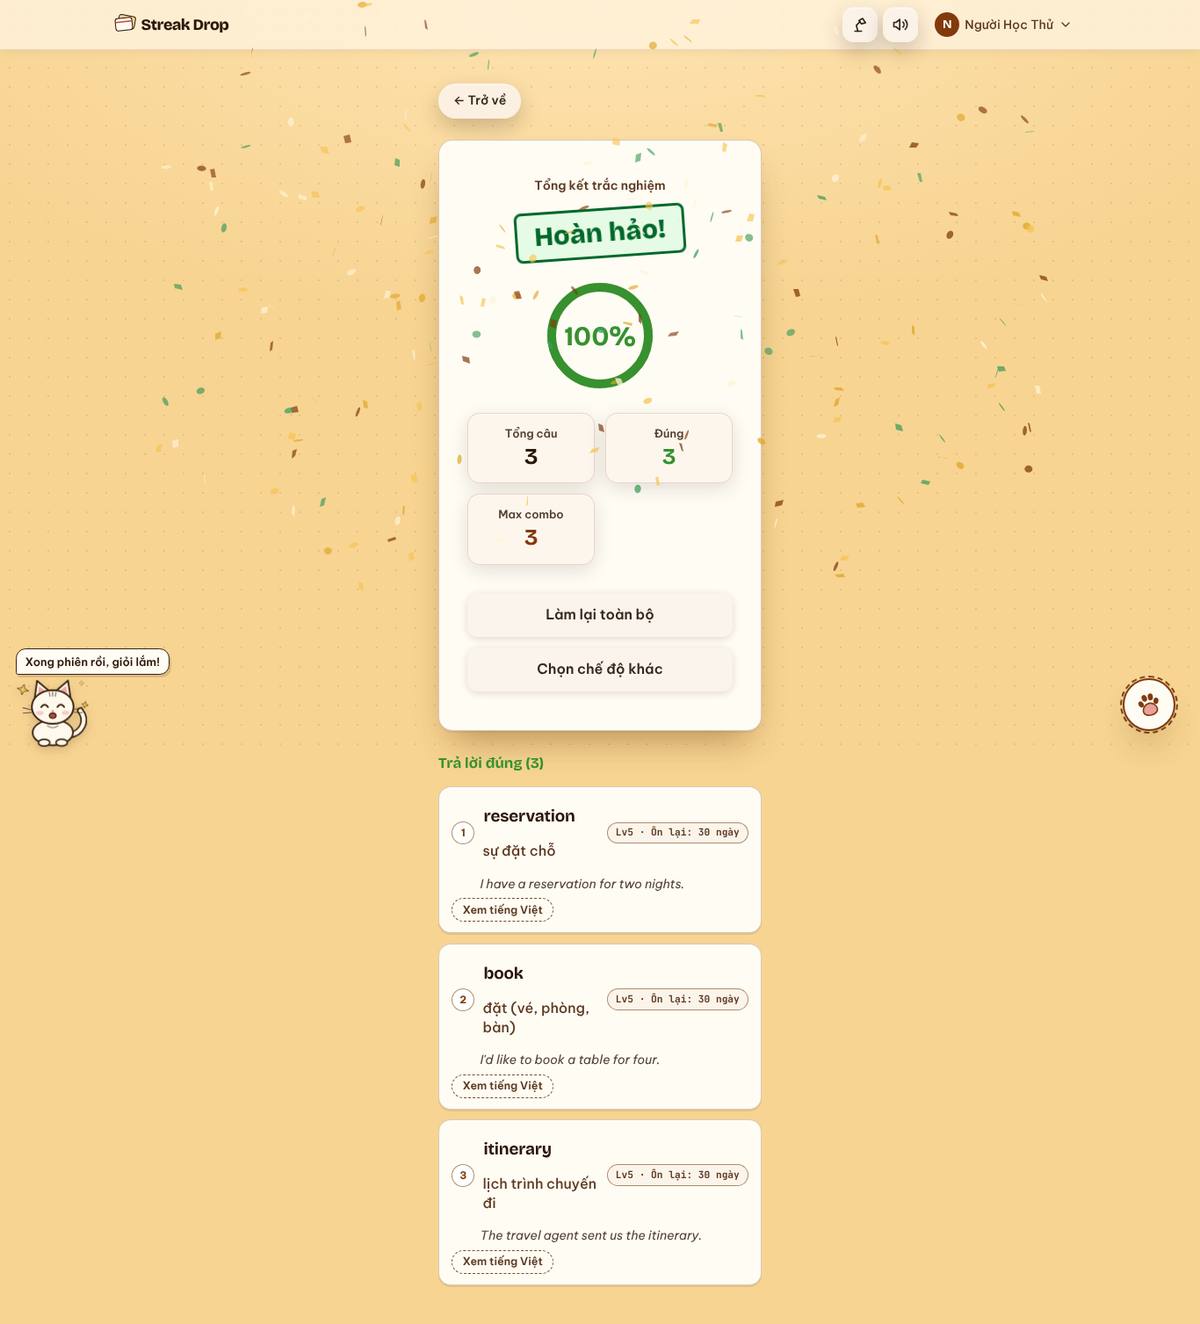 Streak Drop
N Người Học Thử
← Trở về
Tổng kết trắc nghiệm
Hoàn hảo!
100%
Tổng câu
3
Đúng
3
Max combo
3
Làm lại toàn bộ
Chọn chế độ khác
Xong phiên rồi, giỏi lắm!
Trả lời đúng (3)
1
reservation
sự đặt chỗ
Lv5 · Ôn lại: 30 ngày
I have a reservation for two nights.
Xem tiếng Việt
2
book
đặt (vé, phòng,
bàn)
Lv5 · Ôn lại: 30 ngày
I'd like to book a table for four.
Xem tiếng Việt
3
itinerary
lịch trình chuyến
đi
Lv5 · Ôn lại: 30 ngày
The travel agent sent us the itinerary.
Xem tiếng Việt